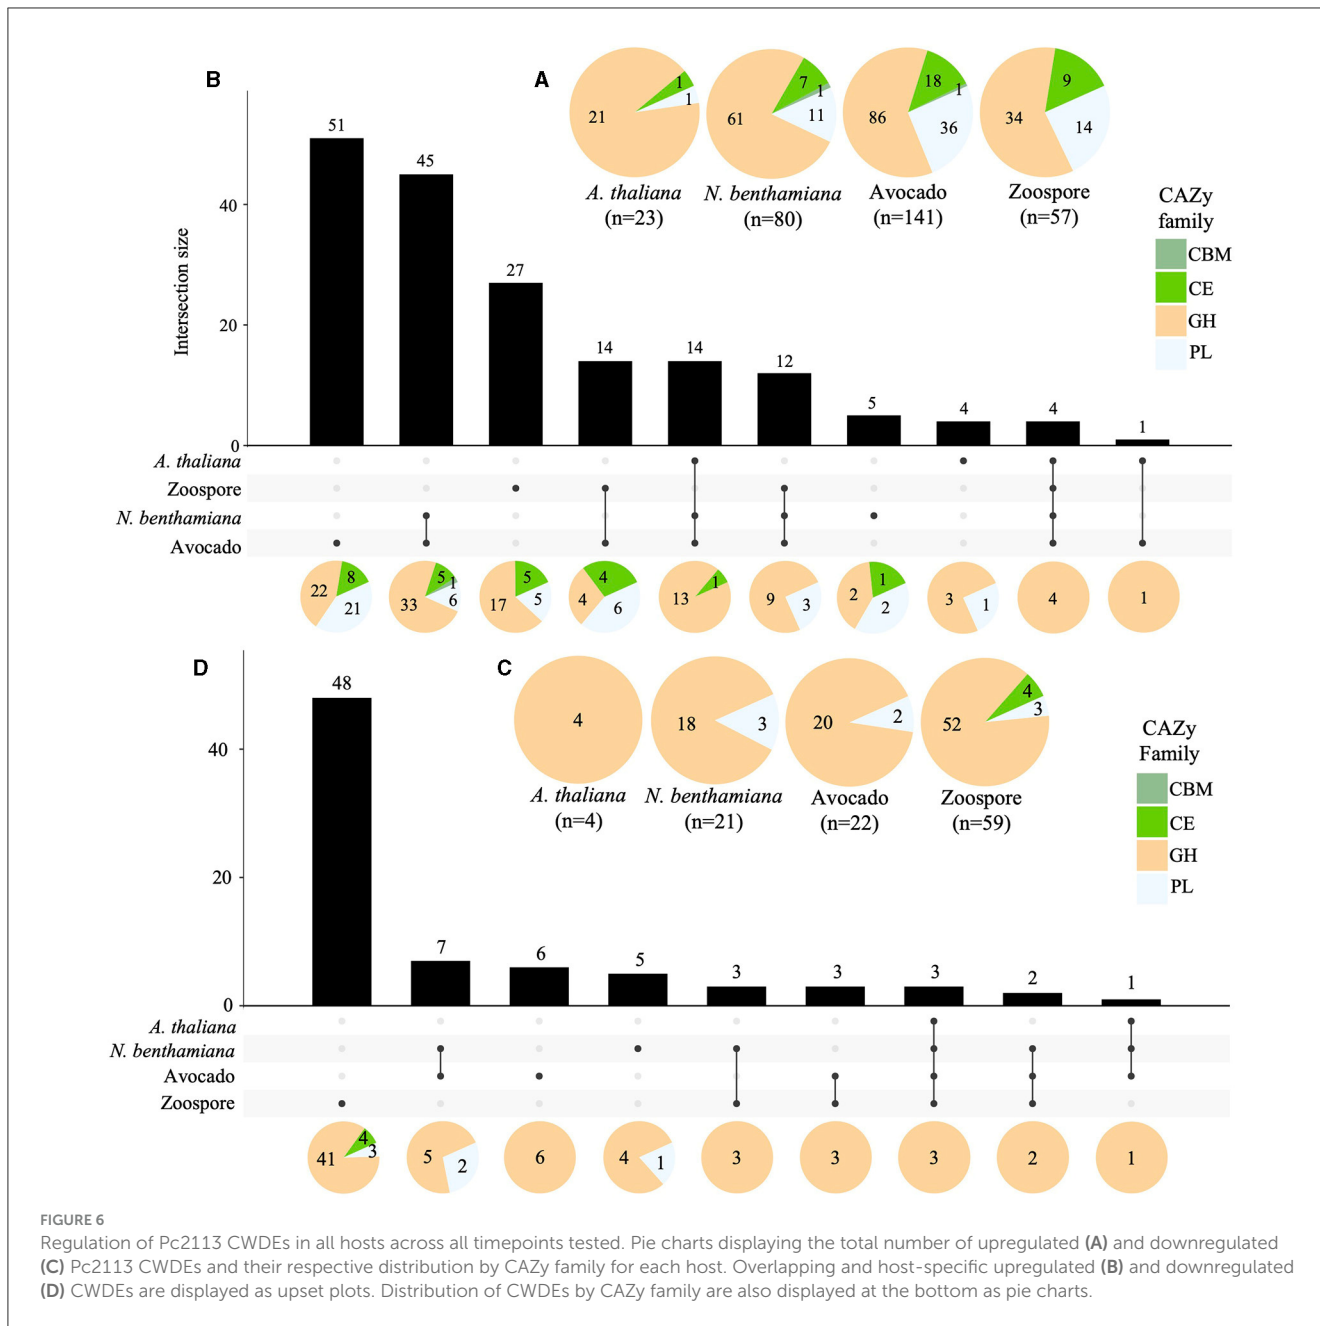 B
A
1
1
21
7
1
11
61
18
1
36
86
9
14
34
A. thaliana
(n=23)
N. benthamiana
(n=80)
Avocado
(n=141)
Zoospore
(n=57)
CAZy
family
CBM
CE
GH
PL
Intersection size
40
20
0
51
45
27
14
14
12
5
4
4
1
A. thaliana
Zoospore
N. benthamiana
Avocado
22 8 21
33 5 1 6
17 5 5
4 4 6
13 1
9 3
2 1 2
3 1
4
1
D
C
4
18 3
20 2
52 4 3
A. thaliana
(n=4)
N. benthamiana
(n=21)
Avocado
(n=22)
Zoospore
(n=59)
CAZy
Family
CBM
CE
GH
PL
40
20
0
48
7
6
5
3
3
3
2
1
A. thaliana
N. benthamiana
Avocado
Zoospore
41 4 3
5 2
6
4 1
3
3
3
2
1
FIGURE 6
Regulation of Pc2113 CWDEs in all hosts across all timepoints tested. Pie charts displaying the total number of upregulated (A) and downregulated
(C) Pc2113 CWDEs and their respective distribution by CAZy family for each host. Overlapping and host-specific upregulated (B) and downregulated
(D) CWDEs are displayed as upset plots. Distribution of CWDEs by CAZy family are also displayed at the bottom as pie charts.